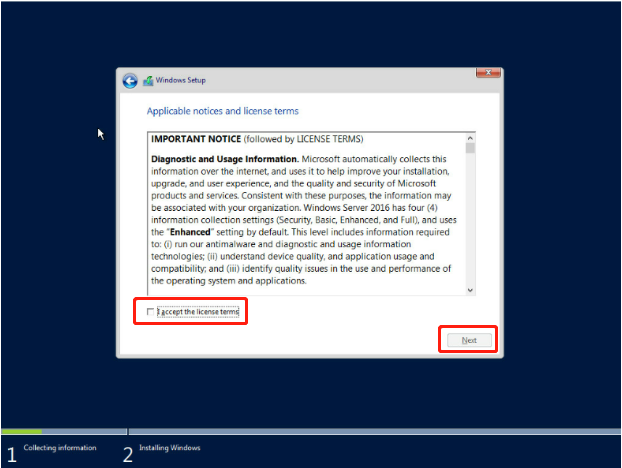 Windows Setup
Applicable notices and license terms
IMPORTANT NOTICE (followed by LICENSE TERMS)
Diagnostic and Usage Information. Microsoft automatically collects this
information over the internet, and uses it to help improve your installation,
upgrade, and user experience, and the quality and security of Microsoft
products and services. Consistent with these purposes, the information may
be associated with your organization. Windows Server 2016 has four (4)
information collection settings (Security, Basic, Enhanced, and Full), and uses
the "Enhanced" setting by default. This level includes information required
to: (i) run our antimalware and diagnostic and usage information
technologies; (ii) understand device quality, and application usage and
compatibility; and (iii) identify quality issues in the use and performance of
the operating system and applications.
I accept the license terms
Next
1 Collecting information
2 Installing Windows